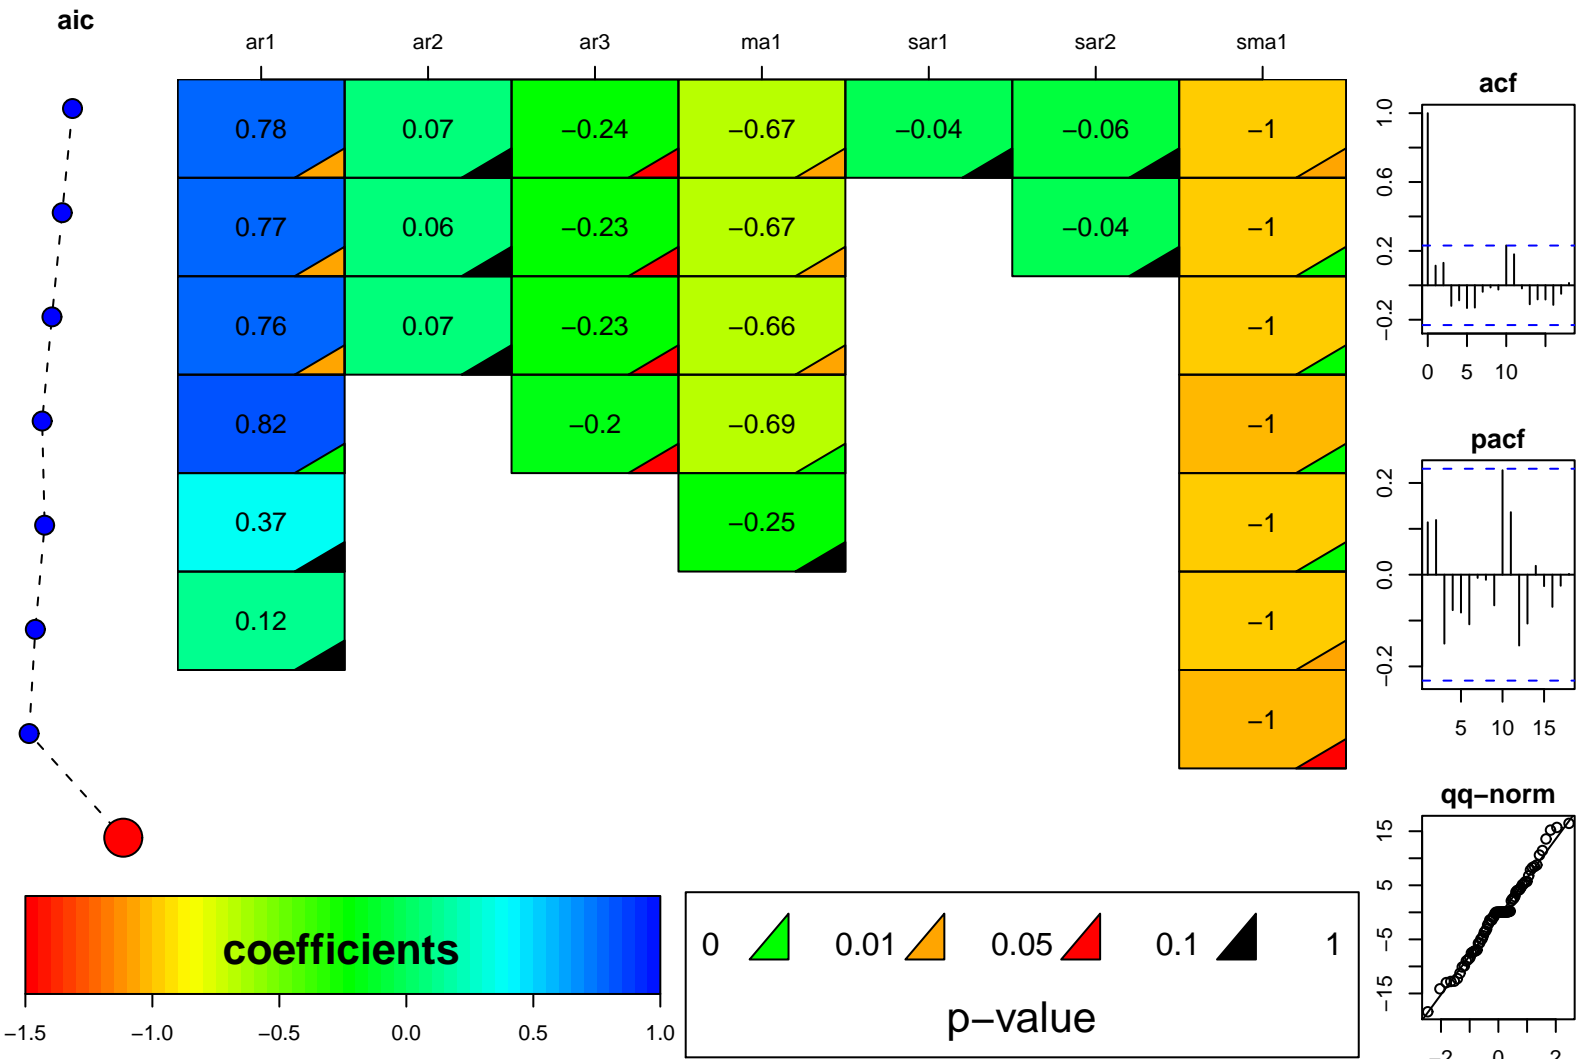 aic
ar1 ar2 ar3 ma1 sar1 sar2 sma1
0.78 0.07 −0.24 −0.67 −0.04 −0.06 −1
0.77 0.06 −0.23 −0.67 −0.04 −1
0.76 0.07 −0.23 −0.66 −1
0.82 −0.2 −0.69 −1
0.37 −0.25 −1
0.12 −1
−1
coefficients
−1.5 −1.0 −0.5 0.0 0.5 1.0
0 0.01 0.05 0.1 1
p−value
acf
1.0
0.6
0.2
−0.2
0 5 10
pacf
0.2
0.0
−0.2
5 10 15
qq−norm
15
5
−5
−15
−2 0 2